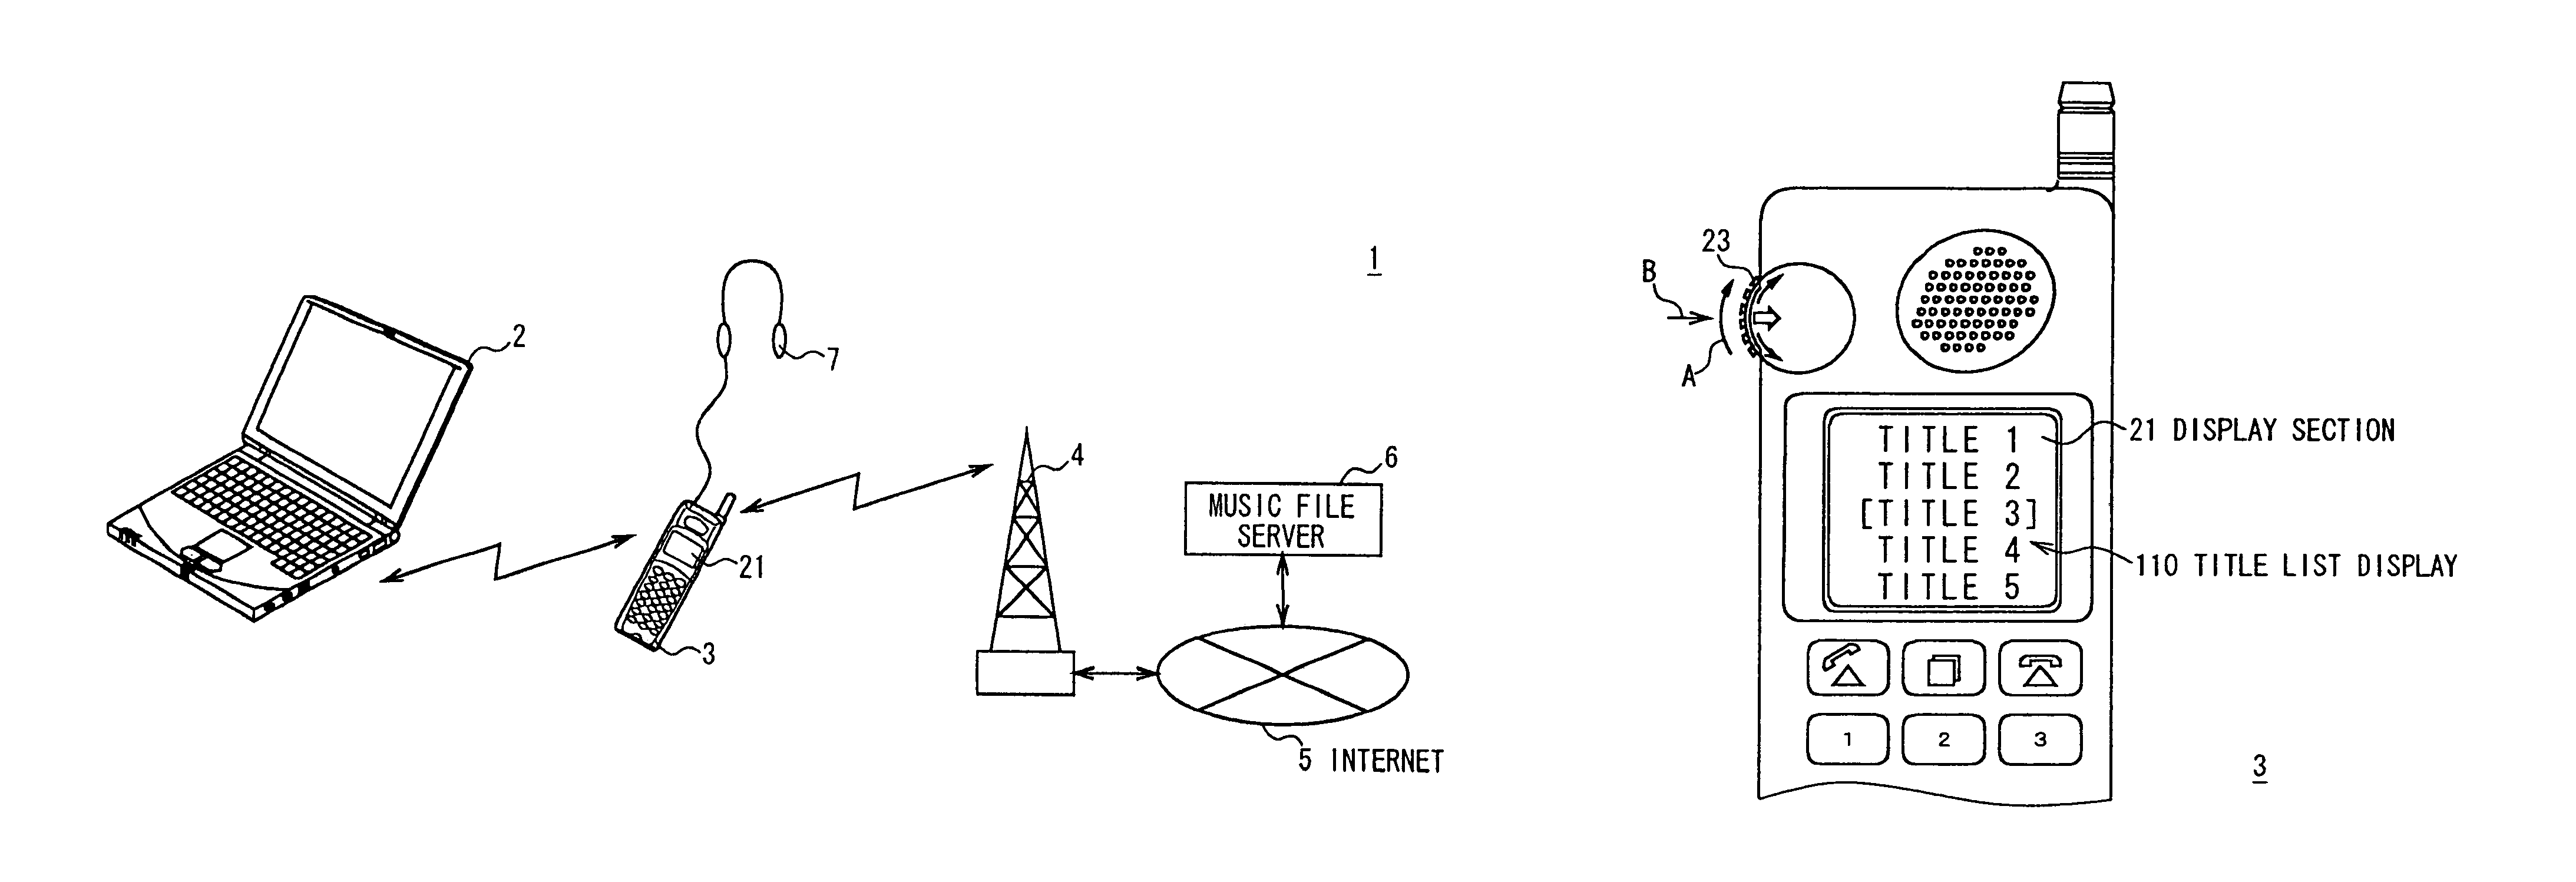 1
2
7
4
6
MUSIC FILE
SERVER
21
3
5 INTERNET
23
B
A
TITLE 1
TITLE 2
[TITLE 3]
TITLE 4
TITLE 5
21 DISPLAY SECTION
110 TITLE LIST DISPLAY
1 2 3
3